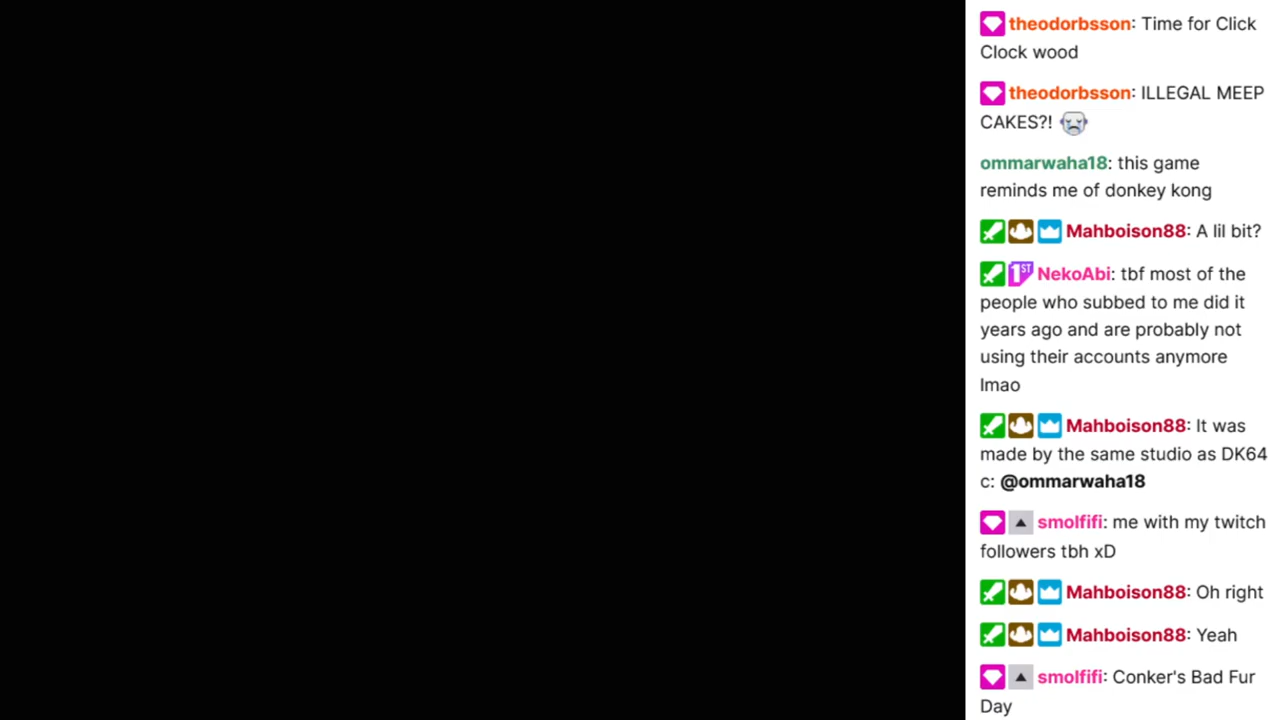 theodorbsson: Time for Click
Clock wood
theodorbsson: ILLEGAL MEEP
CAKES?!
ommarwaha18: this game
reminds me of donkey kong
Mahboison88: A lil bit?
1ST NekoAbi: tbf most of the
people who subbed to me did it
years ago and are probably not
using their accounts anymore
lmao
Mahboison88: It was
made by the same studio as DK64
c: @ommarwaha18
smolfifi: me with my twitch
followers tbh xD
Mahboison88: Oh right
Mahboison88: Yeah
smolfifi: Conker's Bad Fur
Day